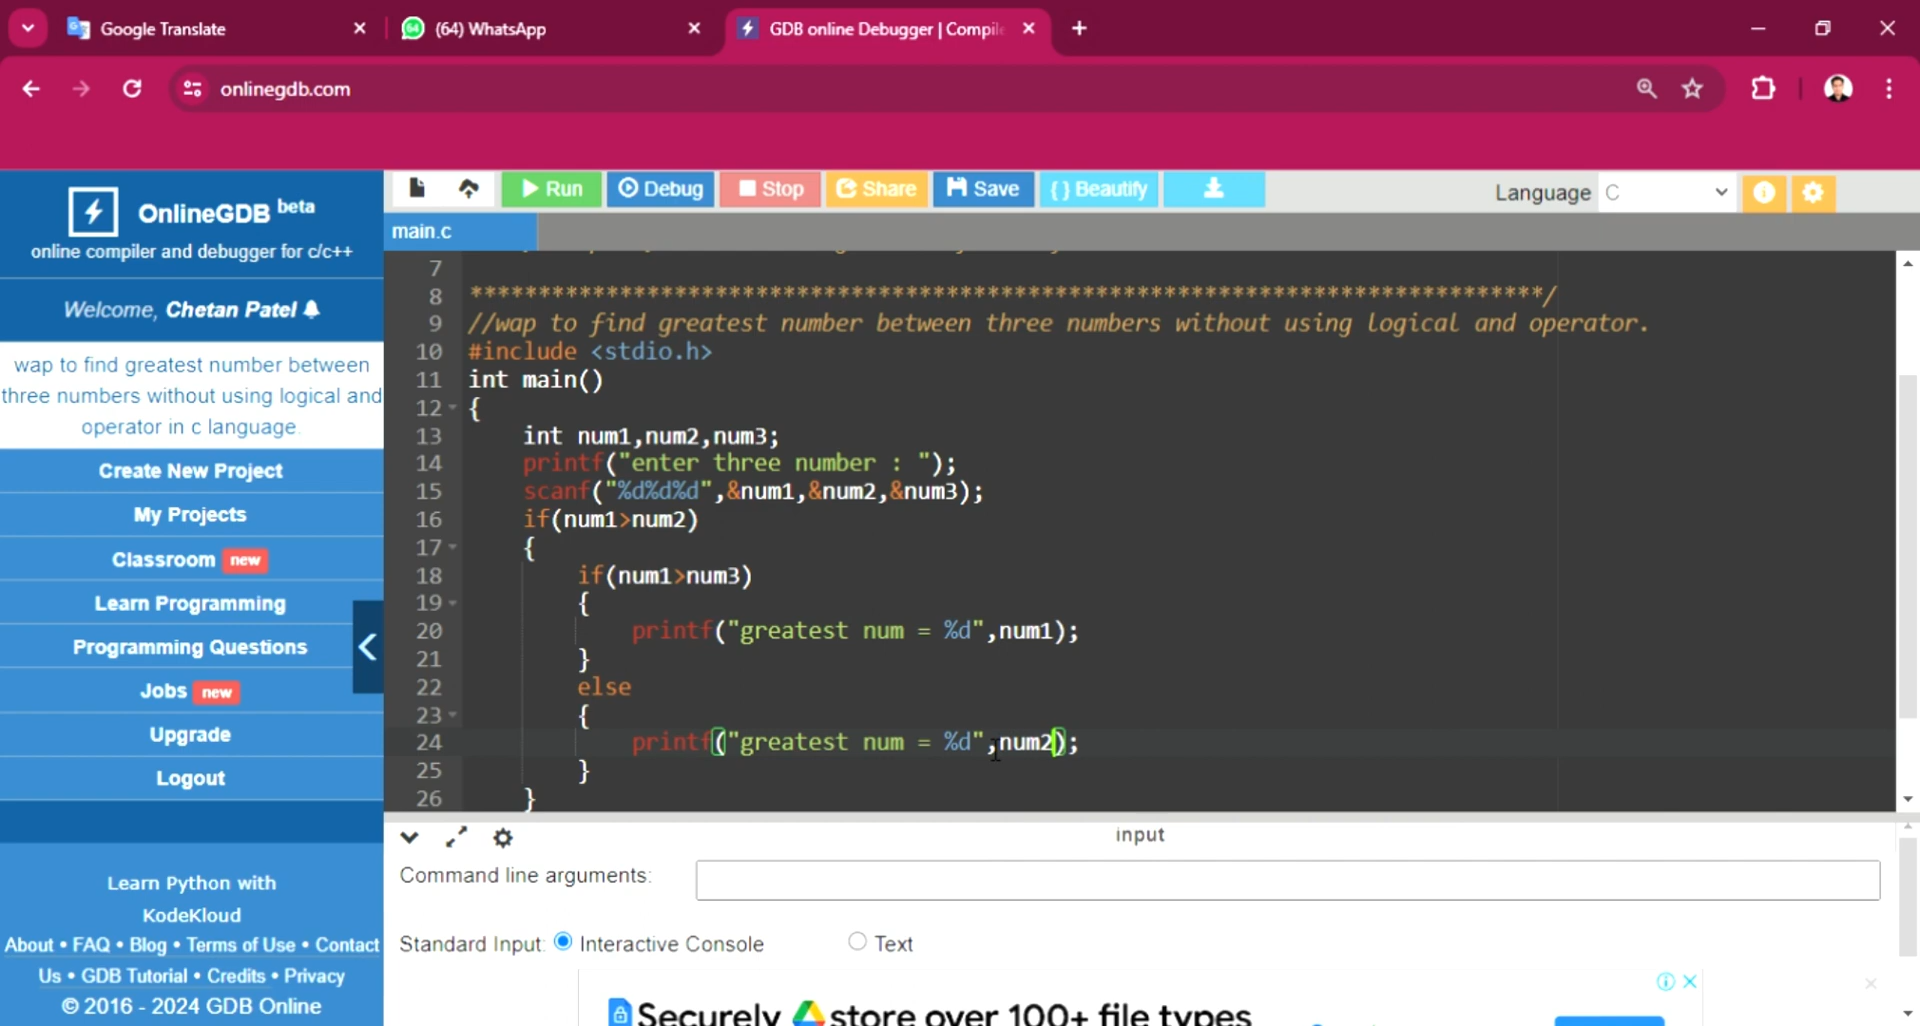 Google Translate
(64) WhatsApp
GDB online Debugger | Compile
onlinegdb.com
OnlineGDB beta
online compiler and debugger for c/c++
Welcome, Chetan Patel
wap to find greatest number between
three numbers without using logical and
operator in c language.
Create New Project
My Projects
Classroom new
Learn Programming
Programming Questions
Jobs new
Upgrade
Logout
Learn Python with
KodeKloud
About • FAQ • Blog • Terms of Use • Contact
Us • GDB Tutorial • Credits • Privacy
© 2016 - 2024 GDB Online
Run
Debug
Stop
Share
Save
{ } Beautify
Language C
main.c
7
8 *******************************************************************************/
9 //wap to find greatest number between three numbers without using logical and operator.
10 #include <stdio.h>
11 int main()
12 {
13 int num1,num2,num3;
14 printf("enter three number : ");
15 scanf("%d%d%d",&num1,&num2,&num3);
16 if(num1>num2)
17 {
18 if(num1>num3)
19 {
20 printf("greatest num = %d",num1);
21 }
22 else
23 {
24 printf("greatest num = %d",num2);
25 }
26 }
input
Command line arguments:
Standard Input: Interactive Console Text
Securely store over 100+ file types